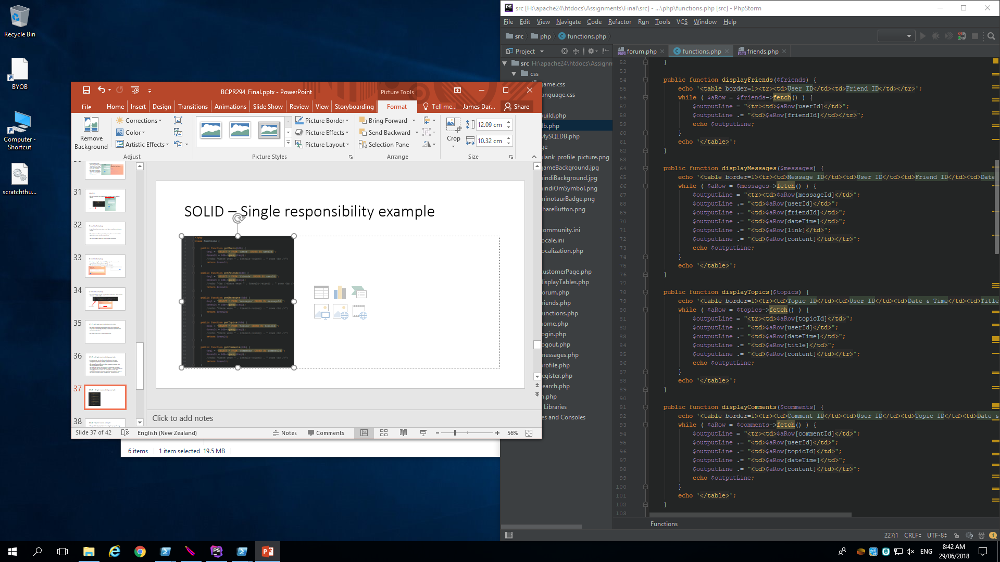 Recycle Bin
BYOB
Computer -
Shortcut
scratchthu...
BCPR294_Final.pptx - PowerPoint
Picture Tools
File
Home
Insert
Design
Transitions
Animations
Slide Show
Review
View
Storyboarding
Format
Tell me...
James Dar...
Share
Remove
Background
Corrections
Color
Artistic Effects
Adjust
Picture Styles
Picture Border
Picture Effects
Picture Layout
Bring Forward
Send Backward
Selection Pane
Arrange
Crop
12.09 cm
10.32 cm
Size
31
32
33
34
35
36
37
38
SOLID – Single responsibility example
Click to add notes
Slide 37 of 42
English (New Zealand)
Notes
Comments
56%
6 items
1 item selected 19.5 MB
src [H:\apache24\htdocs\Assignments\Final\src] - ...\php\functions.php [src] - PhpStorm
File Edit View Navigate Code Refactor Run Tools VCS Window Help
src php functions.php
Project
forum.php
functions.php
friends.php
src H:\apache24\htdocs\Assignm
css
name.css
anguage.css
uild.php
b.php
MySQLDB.php
ge
lank_profile_picture.png
gameBackground.jpg
indiBackground.jpg
indiOmSymbol.png
minotaurBadge.png
hareButton.png
ommunity.ini
ocale.ini
ocalization.php
ustomerPage.php
isplayTables.php
orum.php
riends.php
unctions.php
ome.php
ogin.php
ogout.php
messages.php
rofile.php
egister.php
earch.php
n.php
Libraries
es and Consoles
52 }
53
54 public function displayFriends($friends) {
55 echo '<table border=1><tr><td>User ID</td><td>Friend ID</td></tr>';
56 while ( $aRow = $friends->fetch() ) {
57 $outputLine = "<tr><td>$aRow[userId]</td>";
58 $outputLine .= "<td>$aRow[friendId]</td></tr>";
59 echo $outputLine;
60 }
61 echo '</table>';
62 }
63
64 public function displayMessages($messages) {
65 echo '<table border=1><tr><td>Message ID</td><td>User ID</td><td>Friend ID</td><td>Date
66 while ( $aRow = $messages->fetch() ) {
67 $outputLine = "<tr><td>$aRow[messageId]</td>";
68 $outputLine .= "<td>$aRow[userId]</td>";
69 $outputLine .= "<td>$aRow[friendId]</td>";
70 $outputLine .= "<td>$aRow[dateTime]</td>";
71 $outputLine .= "<td>$aRow[link]</td>";
72 $outputLine .= "<td>$aRow[content]</td></tr>";
73 echo $outputLine;
74 }
75 echo '</table>';
76 }
77
78 public function displayTopics($topics) {
79 echo '<table border=1><tr><td>Topic ID</td><td>User ID</td><td>Date & Time</td><td>Title
80 while ( $aRow = $topics->fetch() ) {
81 $outputLine = "<tr><td>$aRow[topicId]</td>";
82 $outputLine .= "<td>$aRow[userId]</td>";
83 $outputLine .= "<td>$aRow[dateTime]</td>";
84 $outputLine .= "<td>$aRow[title]</td>";
85 $outputLine .= "<td>$aRow[content]</td></tr>";
86 echo $outputLine;
87 }
88 echo '</table>';
89 }
90
91 public function displayComments($comments) {
92 echo '<table border=1><tr><td>Comment ID</td><td>User ID</td><td>Topic ID</td><td>Date &
93 while ( $aRow = $comments->fetch() ) {
94 $outputLine = "<tr><td>$aRow[commentId]</td>";
95 $outputLine .= "<td>$aRow[userId]</td>";
96 $outputLine .= "<td>$aRow[topicId]</td>";
97 $outputLine .= "<td>$aRow[dateTime]</td>";
98 $outputLine .= "<td>$aRow[content]</td></tr>";
99 echo $outputLine;
100 }
101 echo '</table>';
102 }
103
Functions
227:1 CRLF UTF-8
1
ENG
8:42 AM
29/06/2018